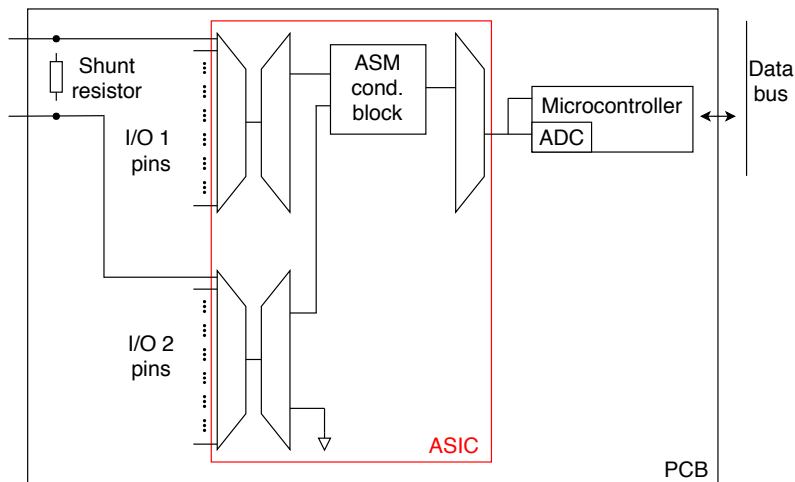 Shunt
resistor
I/O 1
pins
ASM
cond.
block
Microcontroller
ADC
Data
bus
I/O 2
pins
ASIC
PCB